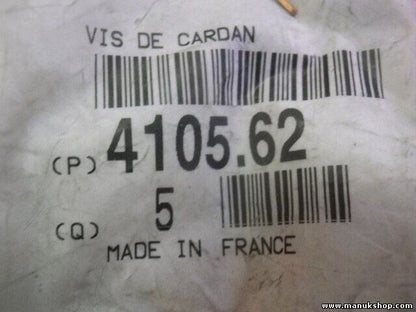 VIS DE CARDAN
(P) 4105.62
(Q) 5
MADE IN FRANCE
www.manukshop.com